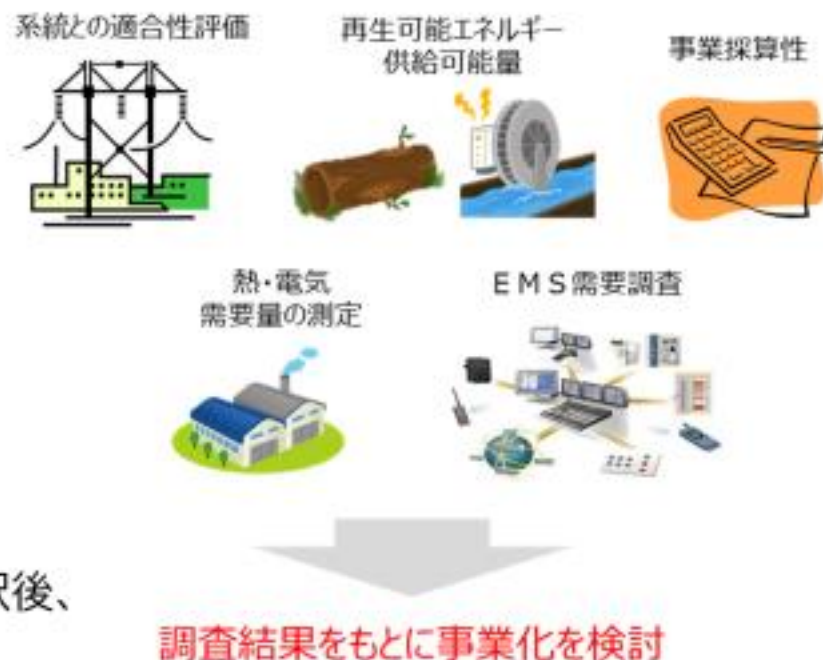 系統との適合性評価
再生可能エネルギー
供給可能量
事業採算性
熱・電気
需要量の測定
ＥＭＳ需要調査
択後、
調査結果をもとに事業化を検討